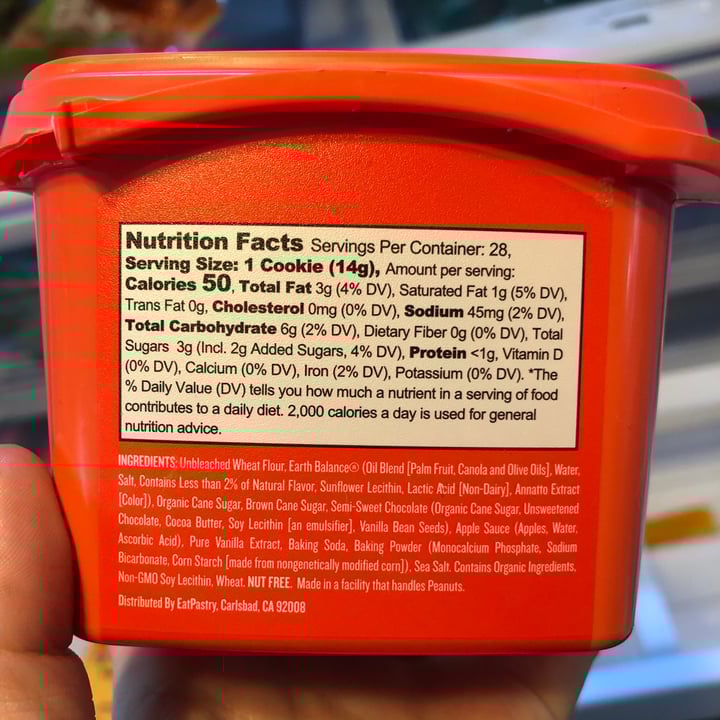 Nutrition Facts Servings Per Container: 28,
Serving Size: 1 Cookie (14g), Amount per serving:
Calories 50, Total Fat 3g (4% DV), Saturated Fat 1g (5% DV),
Trans Fat 0g, Cholesterol 0mg (0% DV), Sodium 45mg (2% DV),
Total Carbohydrate 6g (2% DV), Dietary Fiber 0g (0% DV), Total
Sugars 3g (Incl. 2g Added Sugars, 4% DV), Protein <1g, Vitamin D
(0% DV), Calcium (0% DV), Iron (2% DV), Potassium (0% DV). *The
% Daily Value (DV) tells you how much a nutrient in a serving of food
contributes to a daily diet. 2,000 calories a day is used for general
nutrition advice.
INGREDIENTS: Unbleached Wheat Flour, Earth Balance® (Oil Blend [Palm Fruit, Canola and Olive Oils], Water,
Salt, Contains Less than 2% of Natural Flavor, Sunflower Lecithin, Lactic Acid [Non-Dairy], Annatto Extract
[Color]), Organic Cane Sugar, Brown Cane Sugar, Semi-Sweet Chocolate (Organic Cane Sugar, Unsweetened
Chocolate, Cocoa Butter, Soy Lecithin [an emulsifier], Vanilla Bean Seeds), Apple Sauce (Apples, Water,
Ascorbic Acid), Pure Vanilla Extract, Baking Soda, Baking Powder (Monocalcium Phosphate, Sodium
Bicarbonate, Corn Starch [made from nongenetically modified corn]), Sea Salt. Contains Organic Ingredients,
Non-GMO Soy Lecithin, Wheat. NUT FREE. Made in a facility that handles Peanuts.
Distributed By EatPastry, Carlsbad, CA 92008